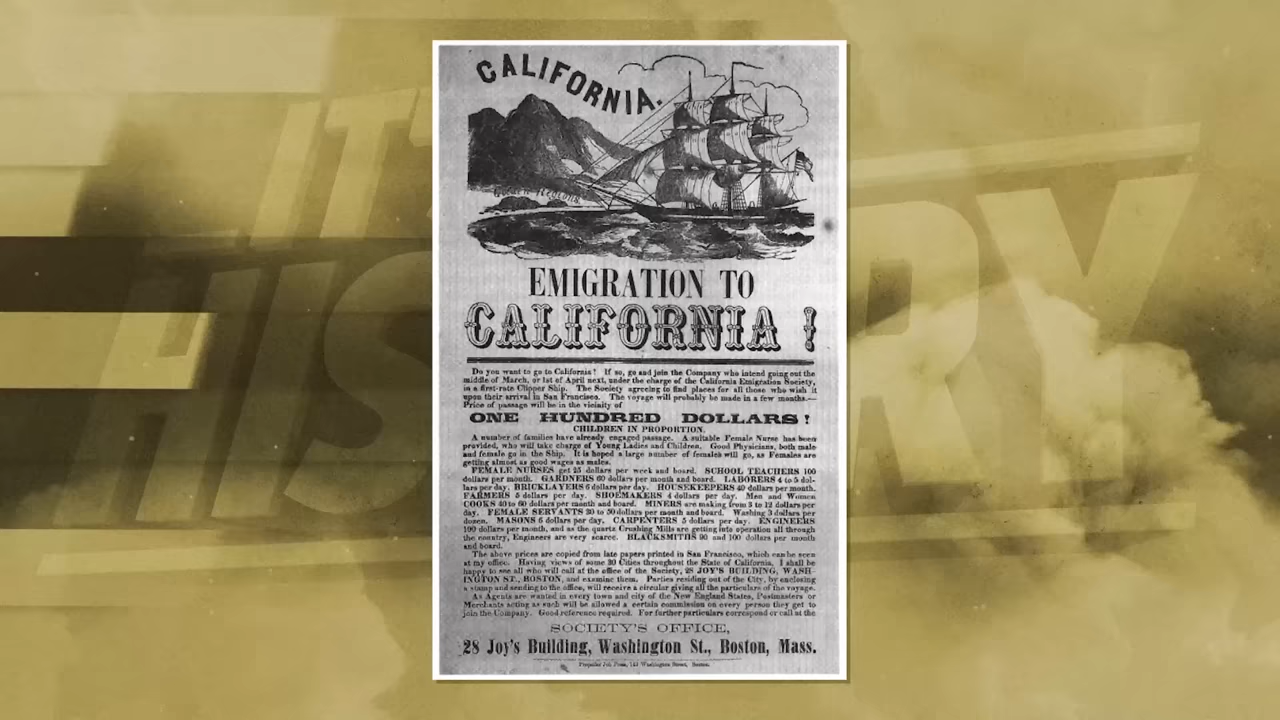 IT'S
HISTORY
CALIFORNIA.
Golden Regions
EMIGRATION TO
CALIFORNIA !
Do you want to go to California? If so, go and join the Company who intend going out the
middle of March, or 1st of April next, under the charge of the California Emigration Society,
in a first-rate Clipper Ship. The Society agreeing to find places for all those who wish it
upon their arrival in San Francisco. The voyage will probably be made in a few months.—
Price of passage will be in the vicinity of
ONE HUNDRED DOLLARS!
CHILDREN IN PROPORTION.
A number of families have already engaged passage. A suitable Female Nurse has been
provided, who will take charge of Young Ladies and Children. Good Physicians, both male
and female go in the Ship. It is hoped a large number of females will go, as Females are
getting almost as good wages as males.
FEMALE NURSES get 25 dollars per week and board. SCHOOL TEACHERS 100
dollars per month. GARDNERS 60 dollars per month and board. LABORERS 4 to 5 dol-
lars per day. BRICKLAYERS 6 dollars per day. HOUSEKEEPERS 40 dollars per month.
FARMERS 5 dollars per day. SHOEMAKERS 4 dollars per day. Men and Women
COOKS 40 to 60 dollars per month and board. MINERS are making from 3 to 12 dollars per
day. FEMALE SERVANTS 30 to 50 dollars per month and board. Washing 3 dollars per
dozen. MASONS 6 dollars per day. CARPENTERS 5 dollars per day. ENGINEERS
100 dollars per month, and as the quartz Crushing Mills are getting into operation all through
the country, Engineers are very scarce. BLACKSMITHS 90 and 100 dollars per month
and board.
The above prices are copied from late papers printed in San Francisco, which can be seen
at my office. Having views of some 30 Cities throughout the State of California, I shall be
happy to see all who will call at the office of the Society, 28 JOY'S BUILDING, WASH-
INGTON ST., BOSTON, and examine them. Parties residing out of the City, by enclosing
a stamp and sending to the office, will receive a circular giving all the particulars of the voyage.
As Agents are wanted in every town and city of the New England States, Postmasters or
Merchants acting as such will be allowed a certain commission on every person they get to
join the Company. Good reference required. For further particulars correspond or call at the
SOCIETY'S OFFICE,
28 Joy's Building, Washington St., Boston, Mass.
Propeller Job Press, 142 Washington Street, Boston.